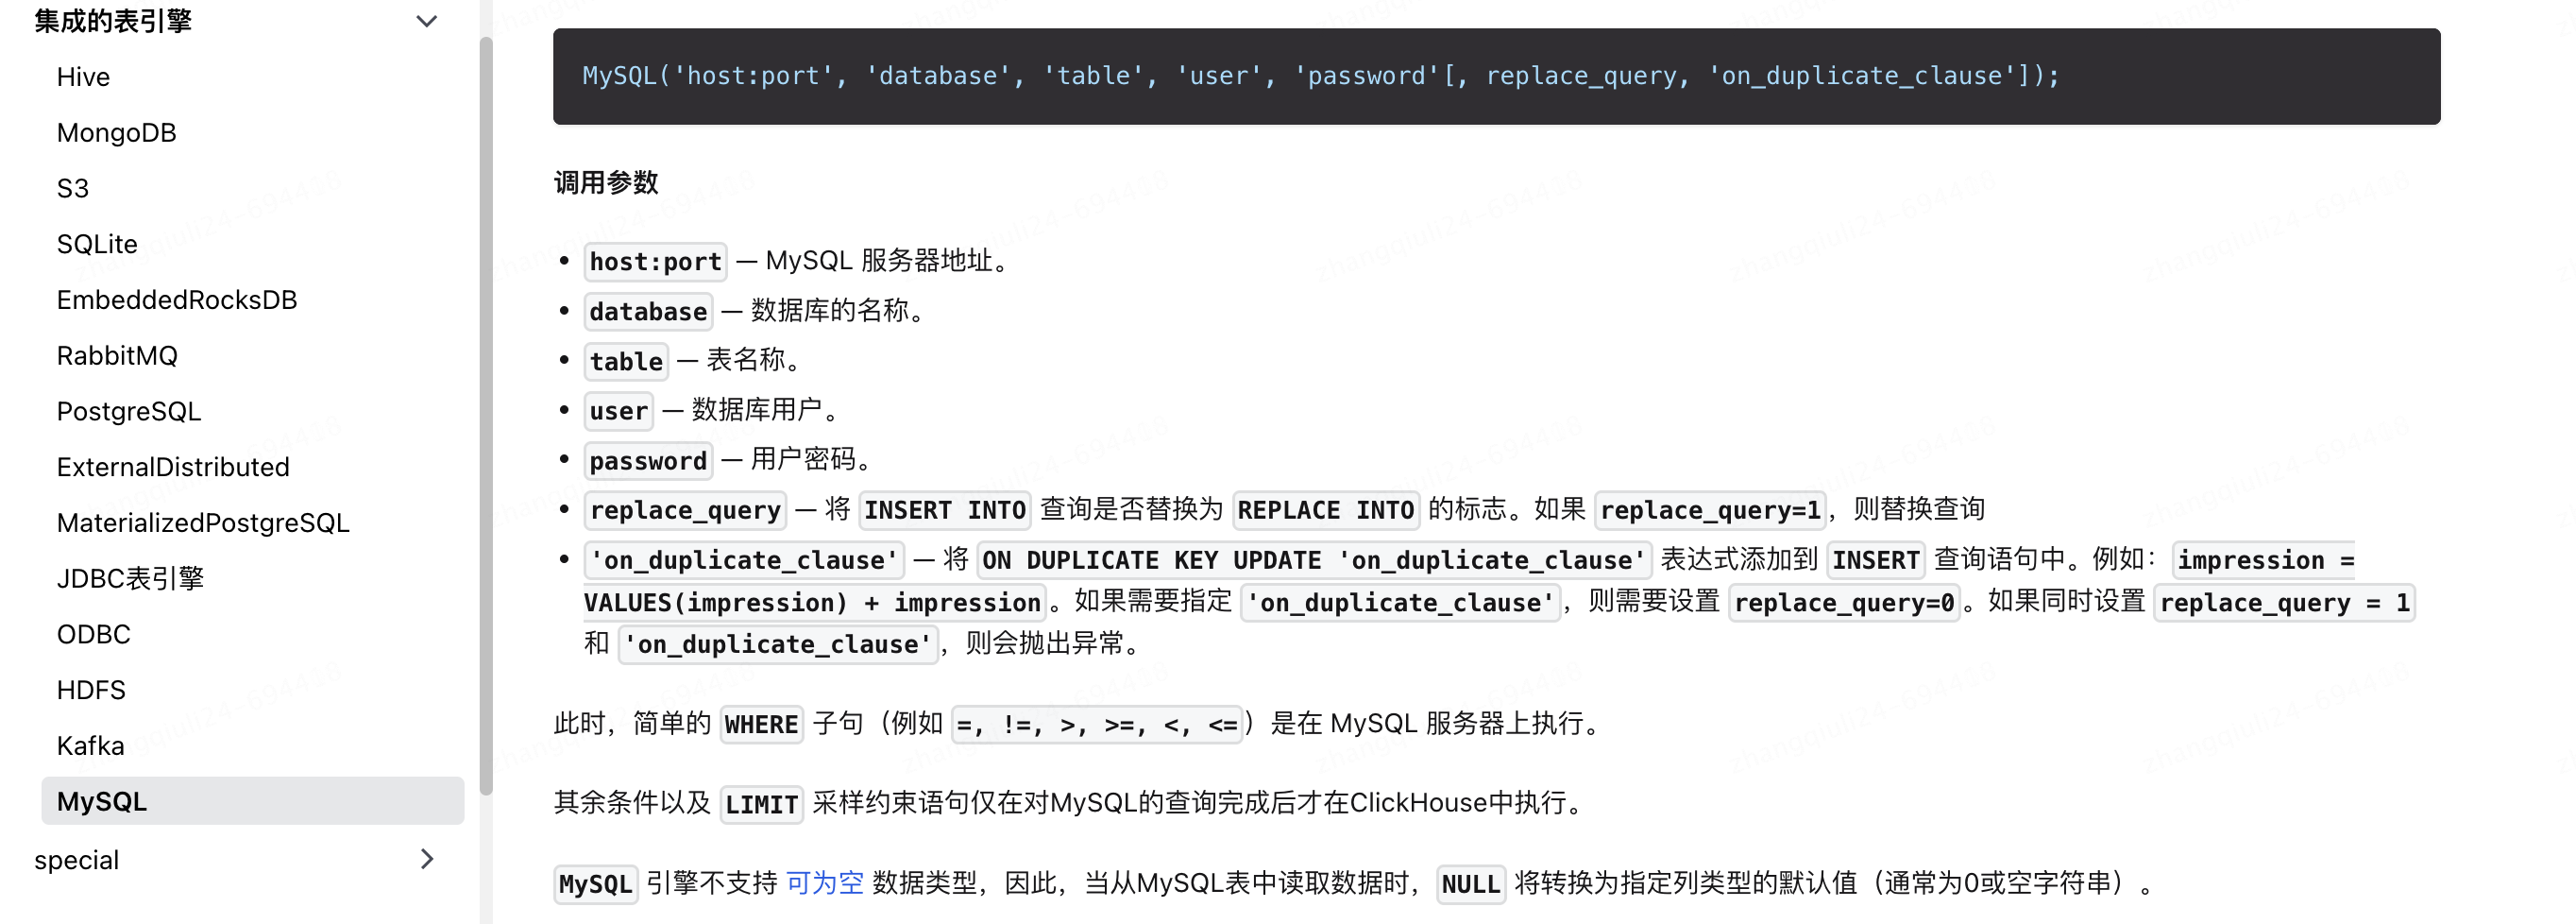 集成的表引擎
Hive
MongoDB
S3
SQLite
EmbeddedRocksDB
RabbitMQ
PostgreSQL
ExternalDistributed
MaterializedPostgreSQL
JDBC表引擎
ODBC
HDFS
Kafka
MySQL
special
MySQL('host:port', 'database', 'table', 'user', 'password'[, replace_query, 'on_duplicate_clause']);
调用参数
• host:port — MySQL 服务器地址。
• database — 数据库的名称。
• table — 表名称。
• user — 数据库用户。
• password — 用户密码。
• replace_query — 将 INSERT INTO 查询是否替换为 REPLACE INTO 的标志。如果 replace_query=1，则替换查询
• 'on_duplicate_clause' — 将 ON DUPLICATE KEY UPDATE 'on_duplicate_clause' 表达式添加到 INSERT 查询语句中。例如：impression =
VALUES(impression) + impression。如果需要指定 'on_duplicate_clause'，则需要设置 replace_query=0。如果同时设置 replace_query = 1
和 'on_duplicate_clause'，则会抛出异常。
此时，简单的 WHERE 子句（例如 =, !=, >, >=, <, <=）是在 MySQL 服务器上执行。
其余条件以及 LIMIT 采样约束语句仅在对MySQL的查询完成后才在ClickHouse中执行。
MySQL 引擎不支持 可为空 数据类型，因此，当从MySQL表中读取数据时，NULL 将转换为指定列类型的默认值（通常为0或空字符串）。